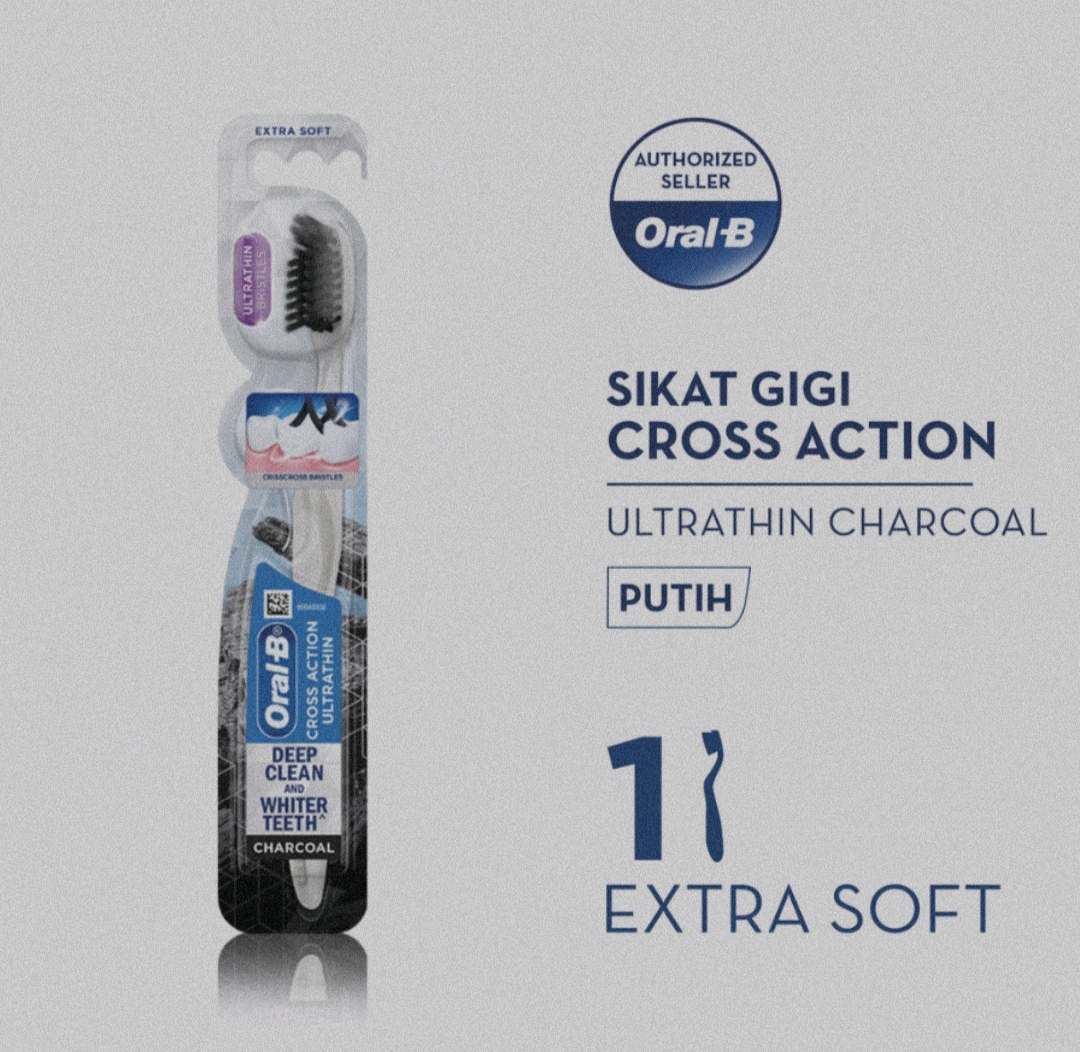 EXTRA SOFT
ULTRATHIN
BRISTLES
CRISSCROSS BRISTLES
Oral-B®
CROSS ACTION
ULTRATHIN
DEEP
CLEAN
AND
WHITER
TEETH^
CHARCOAL
AUTHORIZED
SELLER
Oral-B
SIKAT GIGI
CROSS ACTION
ULTRATHIN CHARCOAL
PUTIH
1
EXTRA SOFT